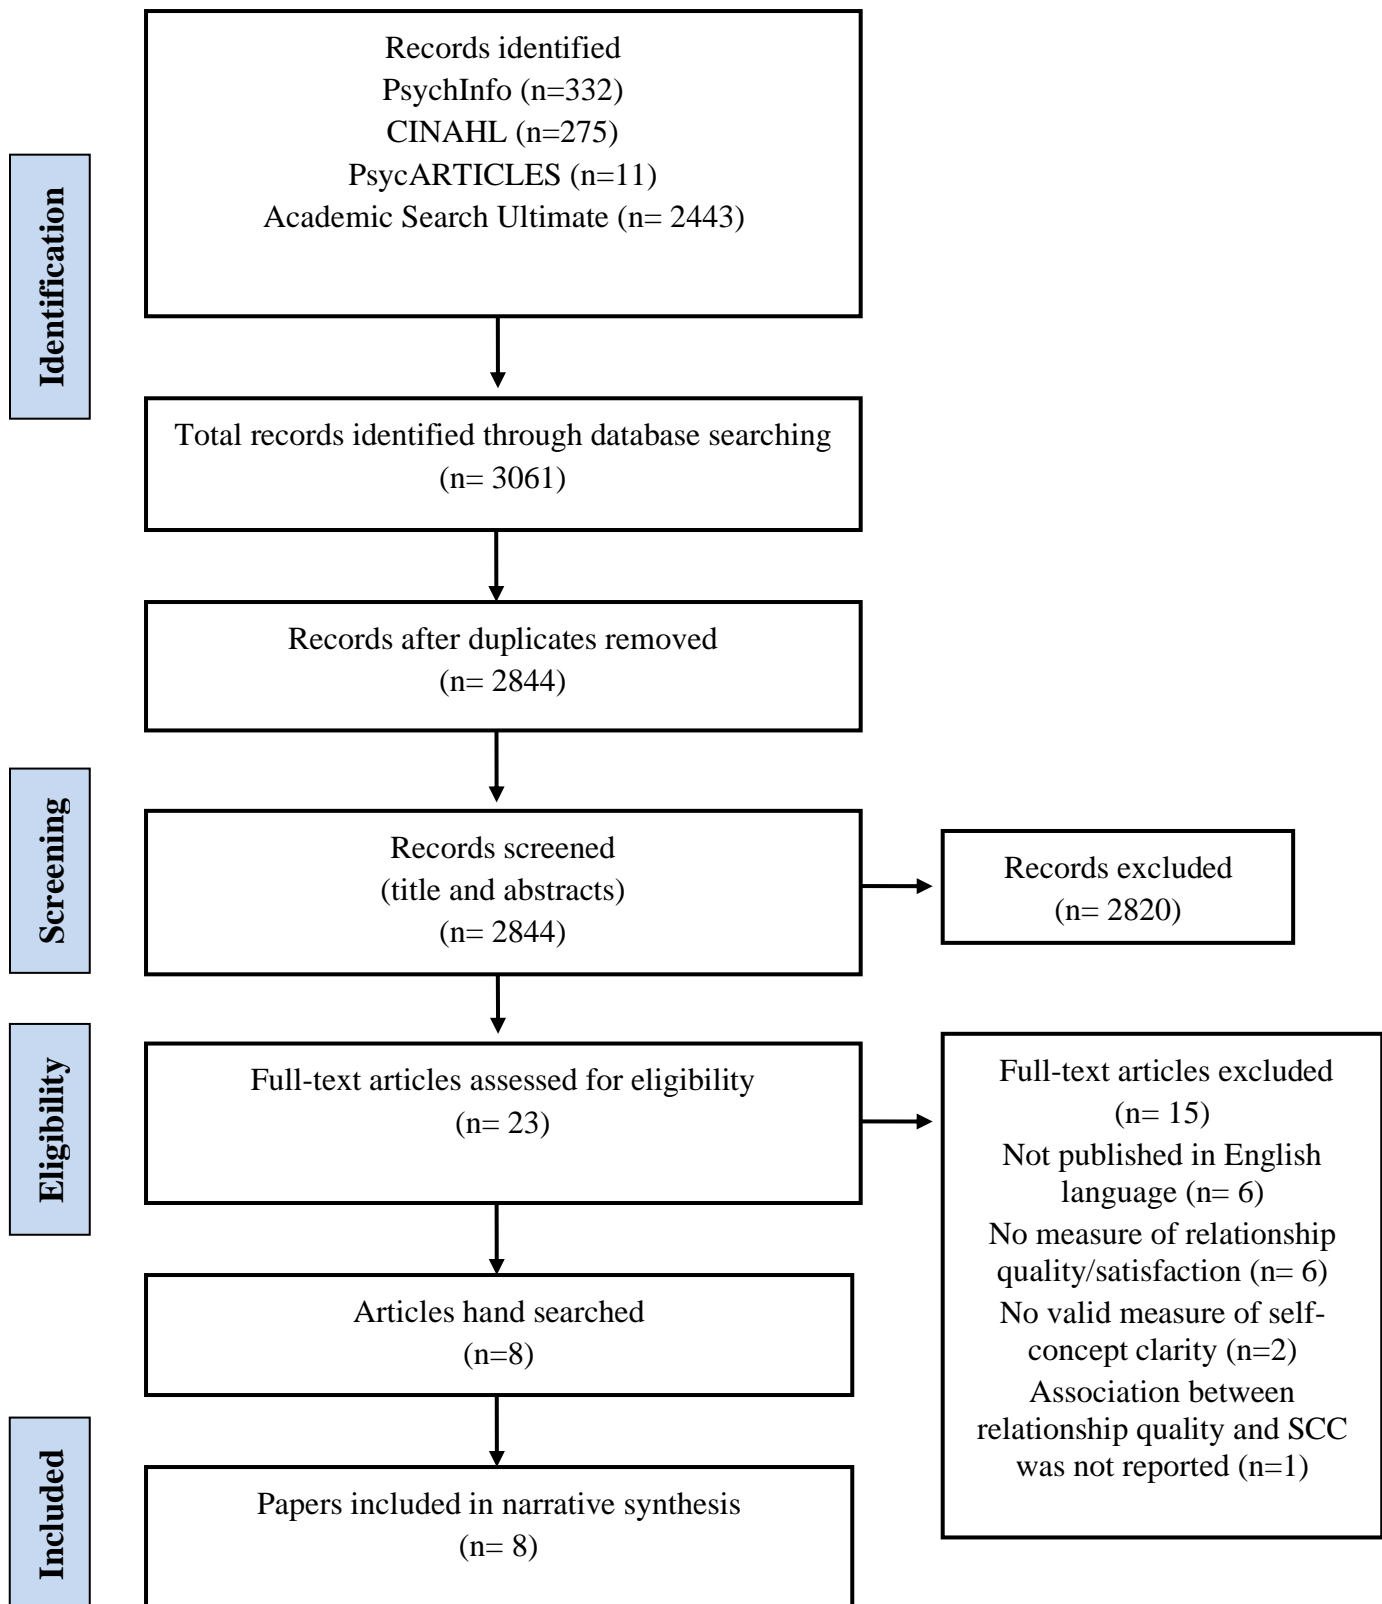 Identification
Records identified
PsychInfo (n=332)
CINAHL (n=275)
PsycARTICLES (n=11)
Academic Search Ultimate (n= 2443)
Total records identified through database searching
(n= 3061)
Records after duplicates removed
(n= 2844)
Screening
Records screened
(title and abstracts)
(n= 2844)
Records excluded
(n= 2820)
Eligibility
Full-text articles assessed for eligibility
(n= 23)
Full-text articles excluded
(n= 15)
Not published in English
language (n= 6)
No measure of relationship
quality/satisfaction (n= 6)
No valid measure of self-
concept clarity (n=2)
Association between
relationship quality and SCC
was not reported (n=1)
Articles hand searched
(n=8)
Included
Papers included in narrative synthesis
(n= 8)